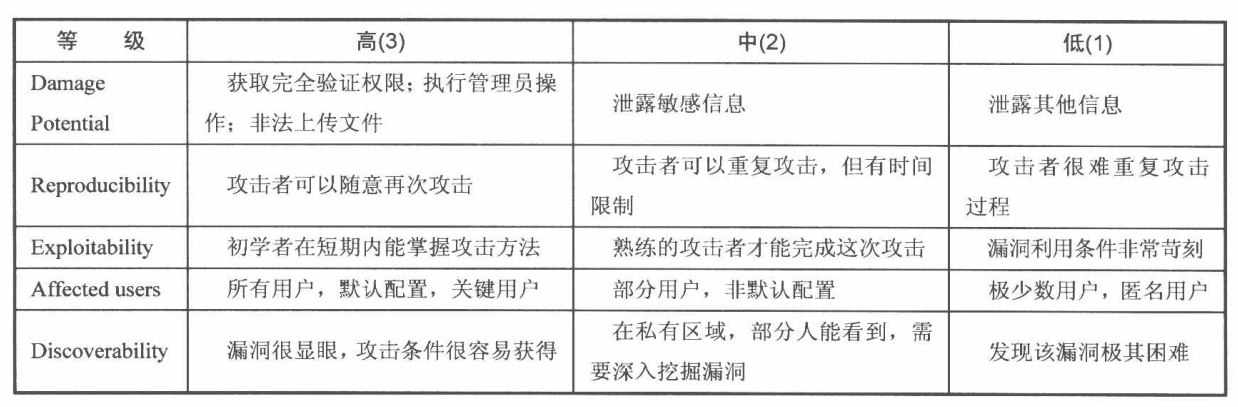 等 级 高(3) 中(2) 低(1)
Damage Potential 获取完全验证权限；执行管理员操作；非法上传文件 泄露敏感信息 泄露其他信息
Reproducibility 攻击者可以随意再次攻击 攻击者可以重复攻击，但有时间限制 攻击者很难重复攻击过程
Exploitability 初学者在短期内能掌握攻击方法 熟练的攻击者才能完成这次攻击 漏洞利用条件非常苛刻
Affected users 所有用户，默认配置，关键用户 部分用户，非默认配置 极少数用户，匿名用户
Discoverability 漏洞很显眼，攻击条件很容易获得 在私有区域，部分人能看到，需要深入挖掘漏洞 发现该漏洞极其困难